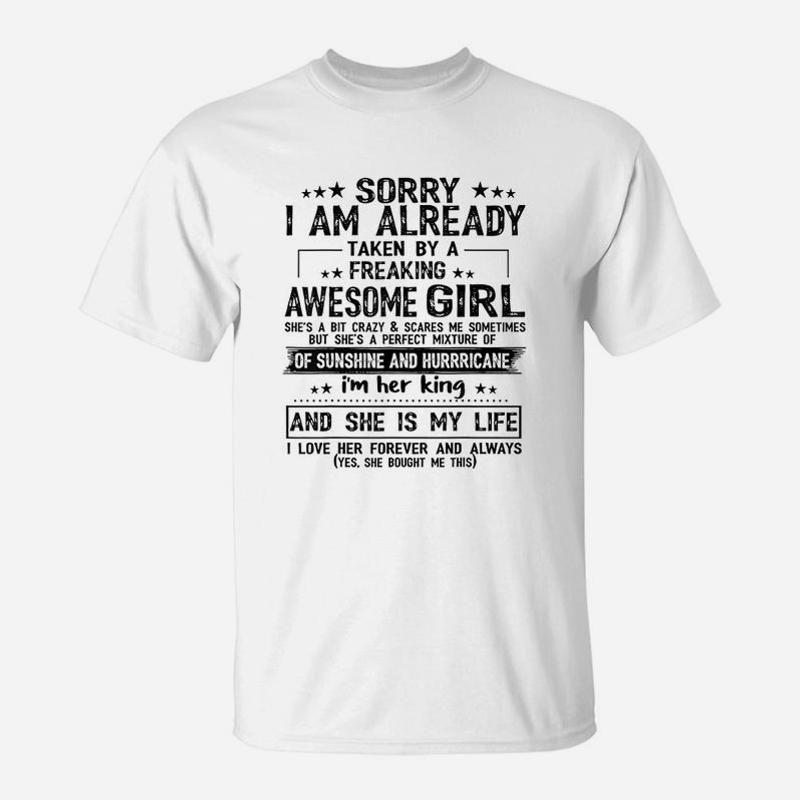 SORRY
I AM ALREADY
TAKEN BY A
FREAKING
AWESOME GIRL
SHE'S A BIT CRAZY & SCARES ME SOMETIMES
BUT SHE'S A PERFECT MIXTURE OF
OF SUNSHINE AND HURRRICANE
i'm her king
AND SHE IS MY LIFE
I LOVE HER FOREVER AND ALWAYS
(YES, SHE BOUGHT ME THIS)